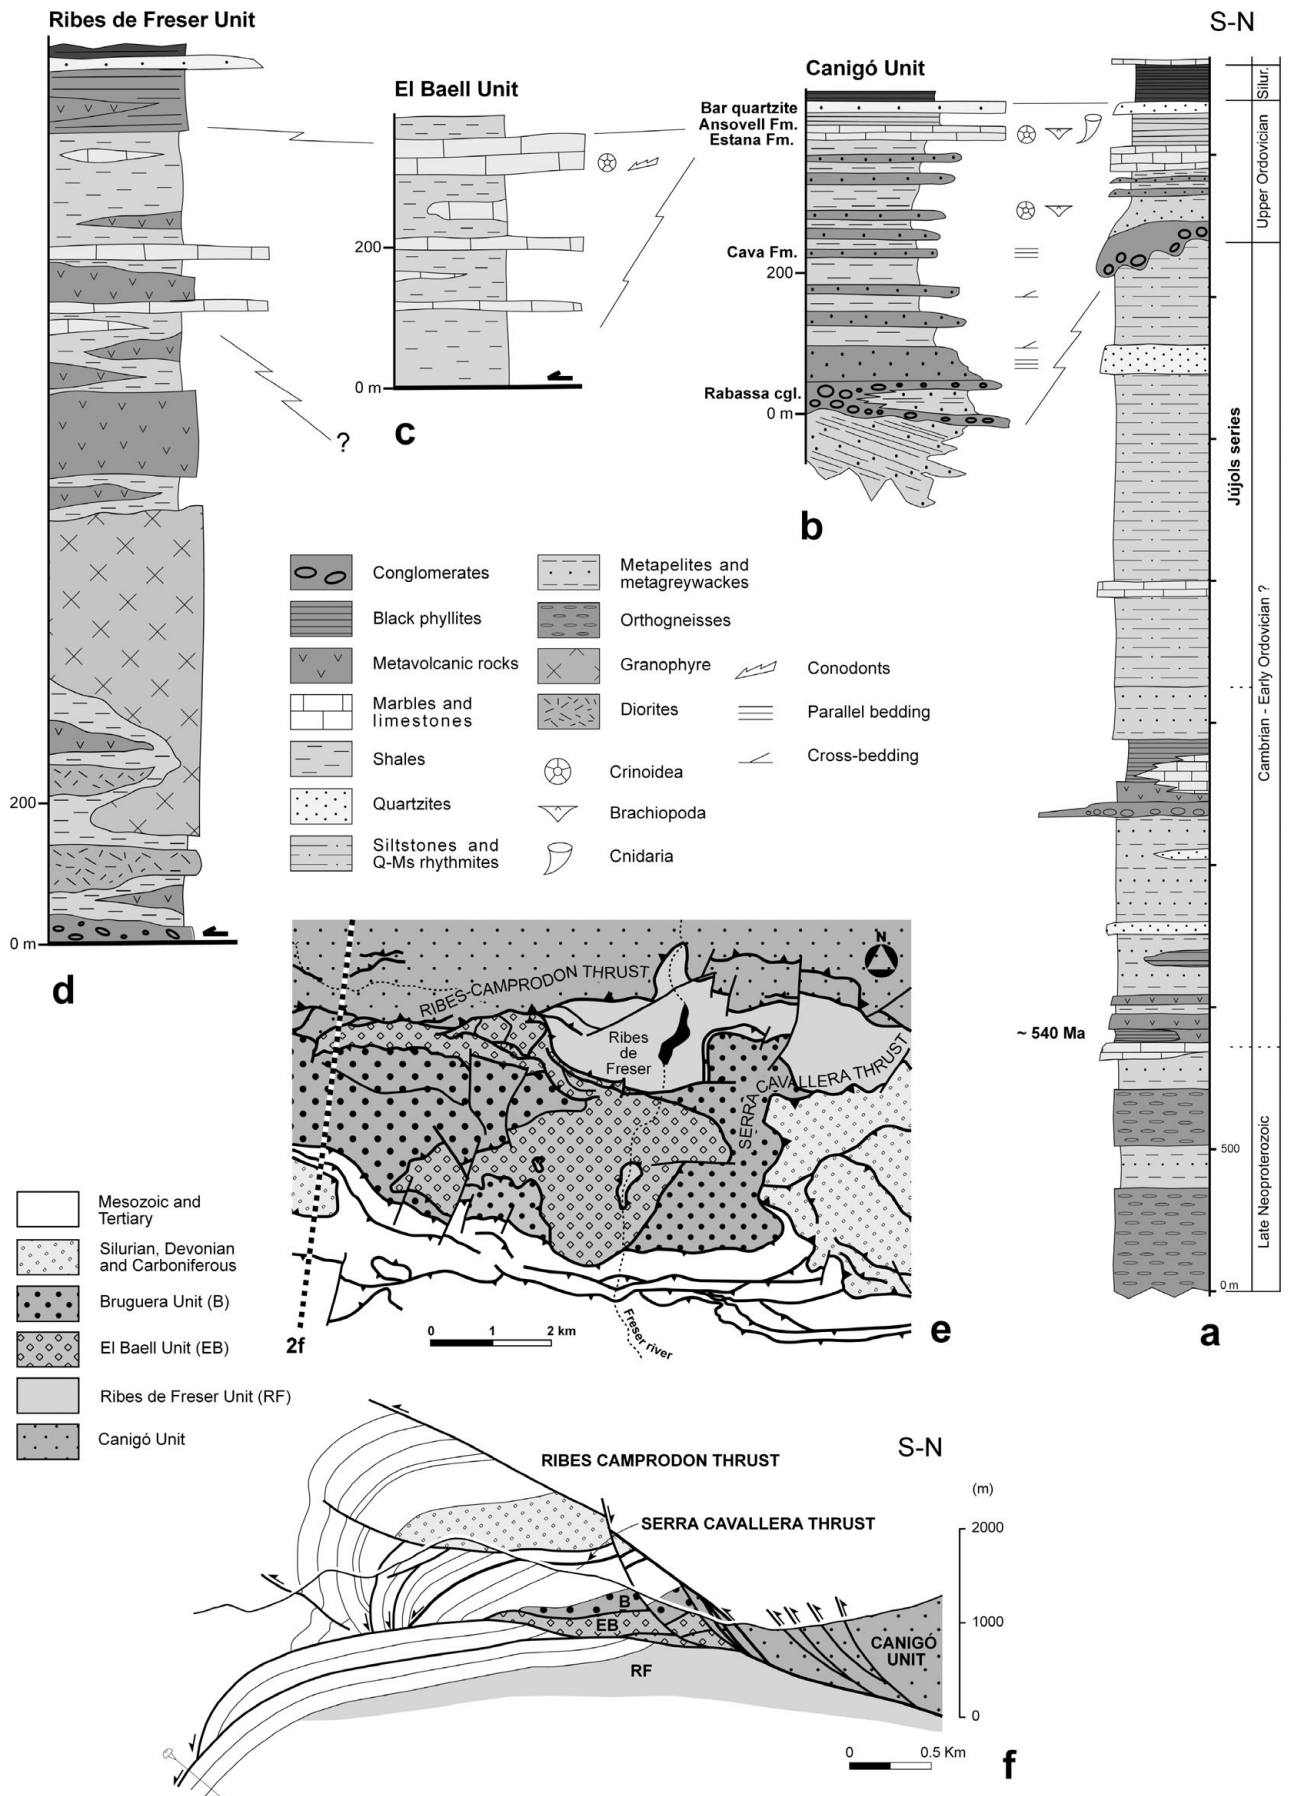 Ribes de Freser Unit
S-N
El Baell Unit
Canigó Unit
Bar quartzite
Ansovell Fm.
Estana Fm.
Silur.
Upper Ordovician
200
Cava Fm.
200
0 m
Rabassa cgl.
0 m
c
?
b
Jújols series
Cambrian - Early Ordovician ?
Conglomerates
Black phyllites
Metavolcanic rocks
Marbles and
limestones
Shales
Quartzites
Siltstones and
Q-Ms rhythmites
Metapelites and
metagreywackes
Orthogneisses
Granophyre
Diorites
Crinoidea
Brachiopoda
Cnidaria
Conodonts
Parallel bedding
Cross-bedding
200
0 m
d
N
RIBES-CAMPRODON THRUST
Ribes
de
Freser
SERRA CAVALLERA THRUST
~ 540 Ma
500
Late Neoproterozoic
0 m
a
2f
0 1 2 km
Freser river
e
Mesozoic and
Tertiary
Silurian, Devonian
and Carboniferous
Bruguera Unit (B)
El Baell Unit (EB)
Ribes de Freser Unit (RF)
Canigó Unit
S-N
RIBES CAMPRODON THRUST
SERRA CAVALLERA THRUST
(m)
2000
1000
0
B
EB
RF
CANIGÓ
UNIT
0 0.5 Km
f